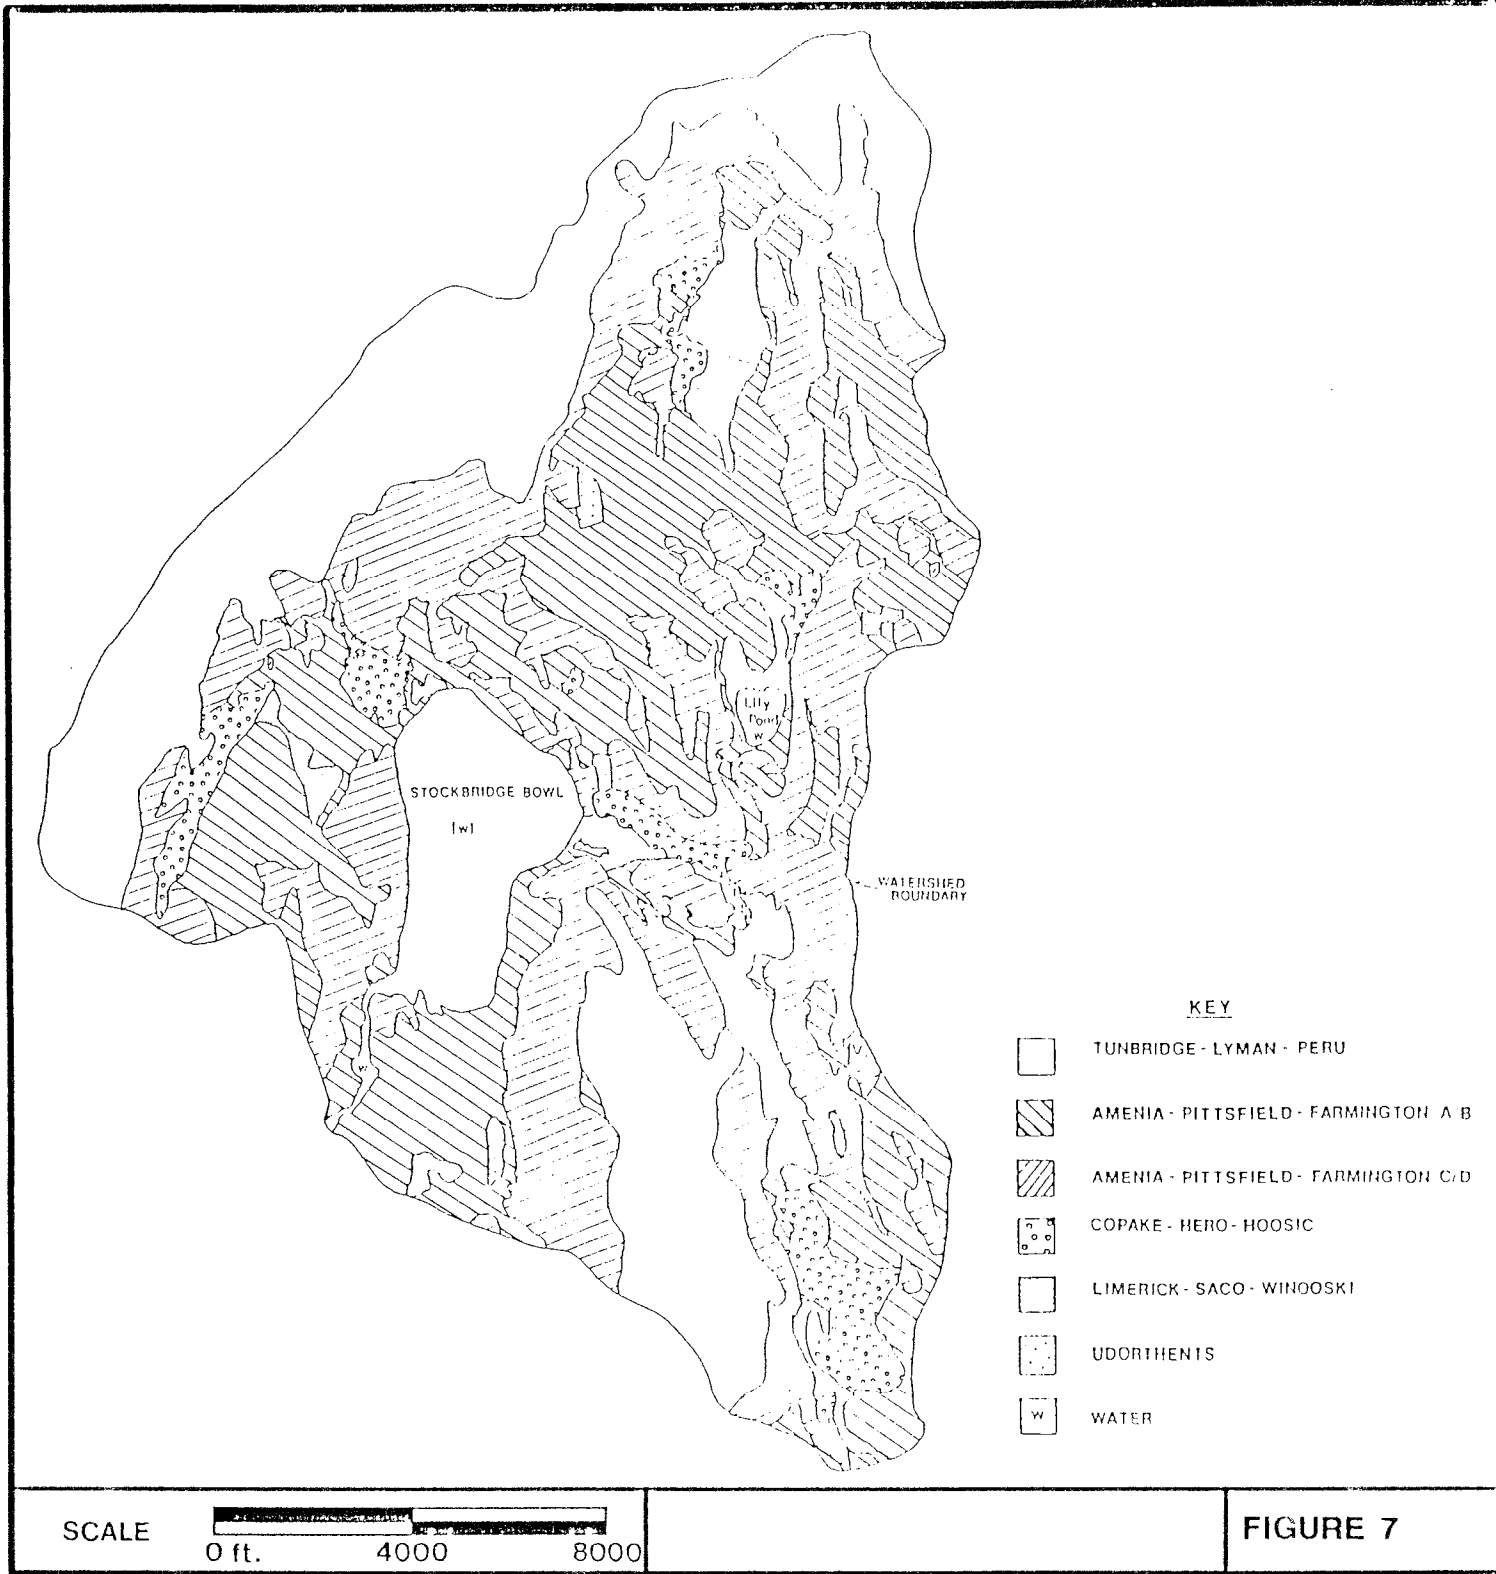 Lily
Pond
W
STOCKBRIDGE BOWL
[w]
WATERSHED
BOUNDARY
W
KEY
TUNBRIDGE - LYMAN - PERU
AMENIA - PITTSFIELD - FARMINGTON A B
AMENIA - PITTSFIELD - FARMINGTON C/D
COPAKE - HERO - HOOSIC
LIMERICK - SACO - WINOOSKI
UDORTHENTS
W WATER
SCALE
0 ft. 4000 8000
FIGURE 7